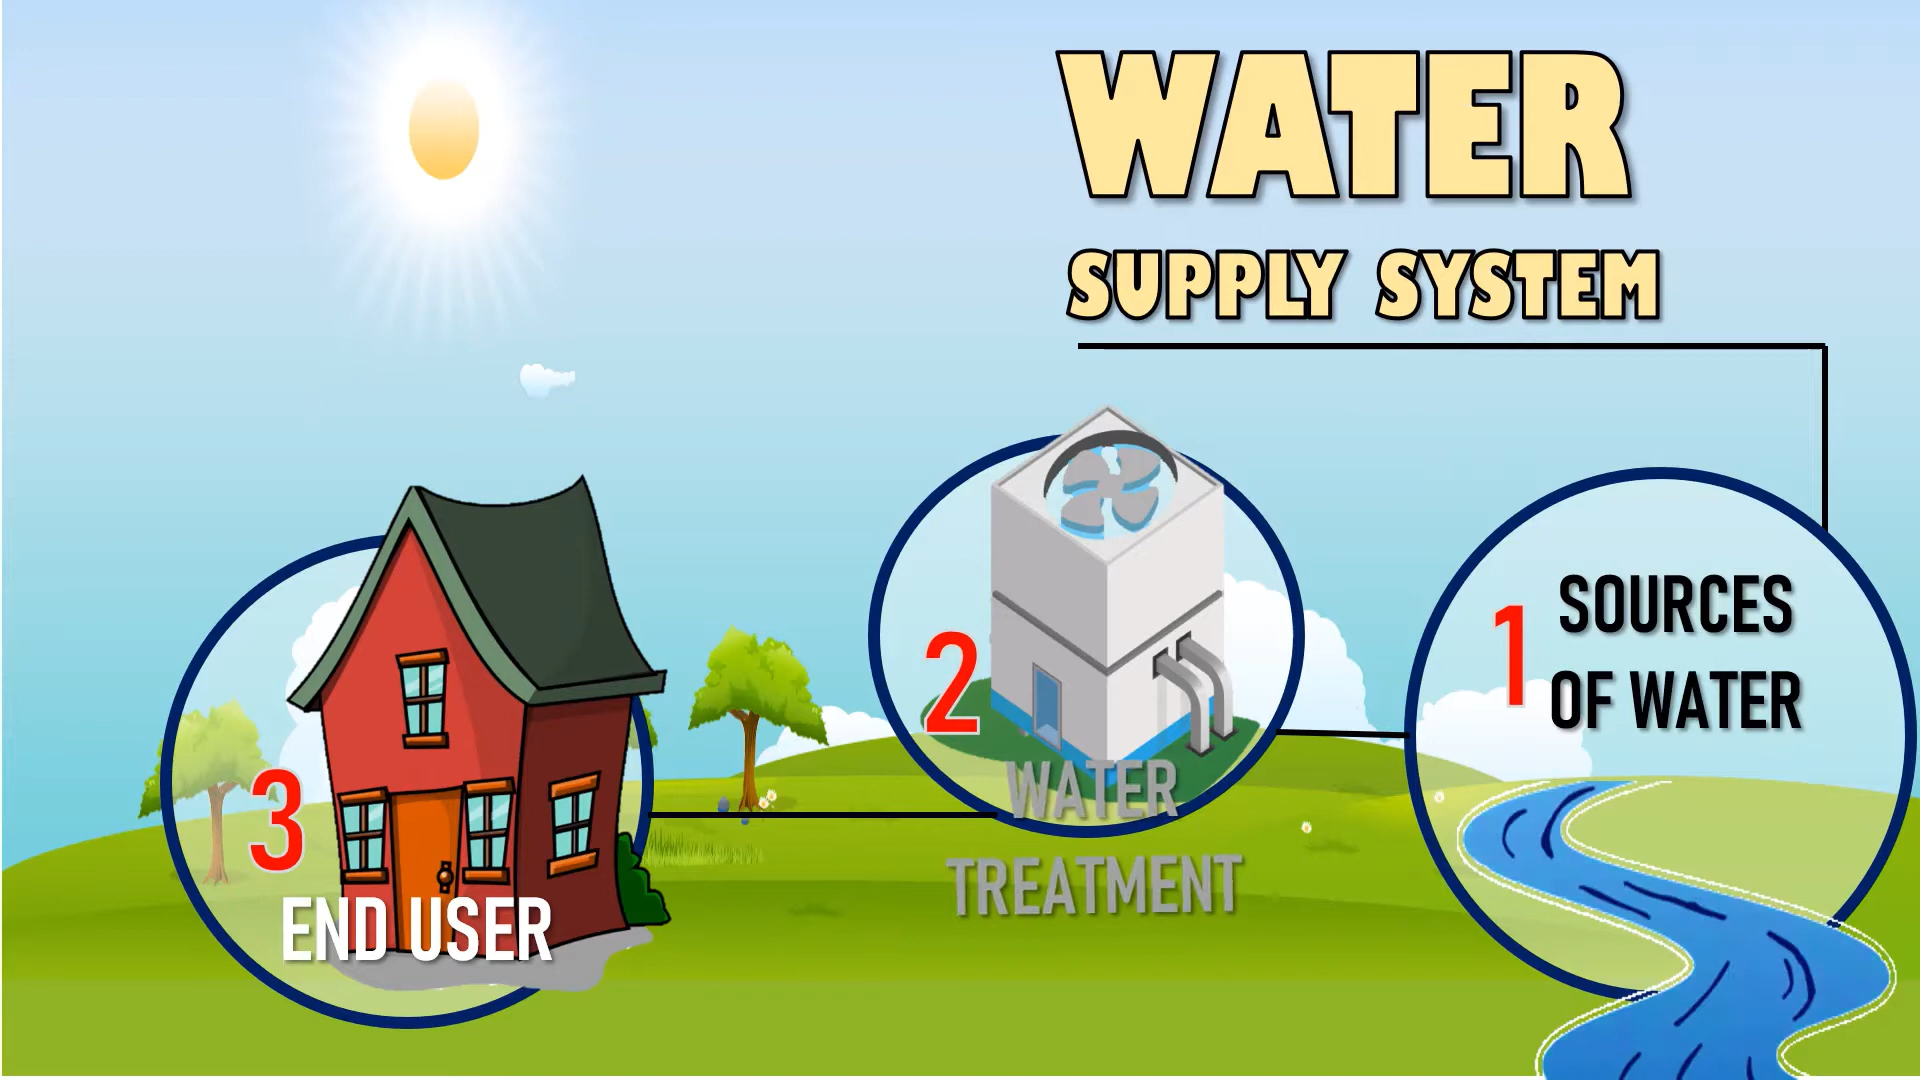 WATER
SUPPLY SYSTEM
1
SOURCES
OF WATER
2
WATER
TREATMENT
3
END USER